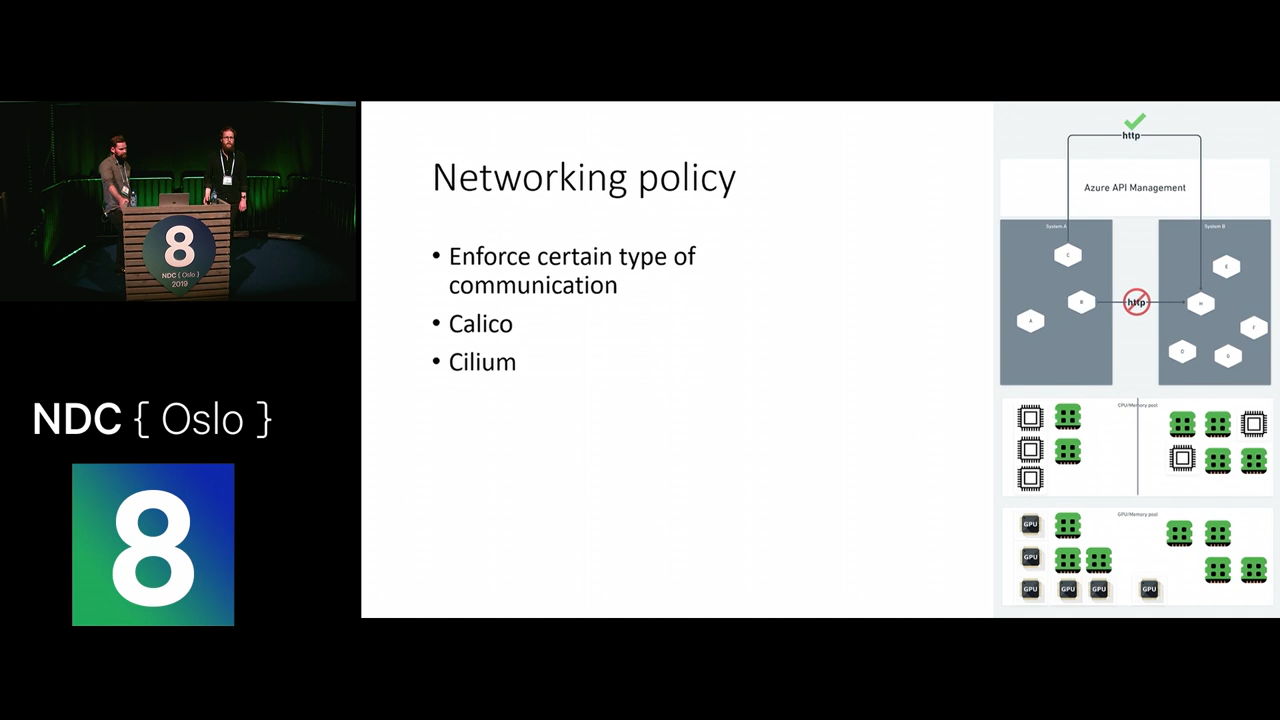 8
NDC { Oslo }
2019
NDC { Oslo }
8
Networking policy
• Enforce certain type of
communication
• Calico
• Cilium
http
Azure API Management
System A
System B
C
E
B
http
H
A
F
D
G
CPU/Memory pool
GPU/Memory pool
GPU
GPU
GPU
GPU
GPU
GPU